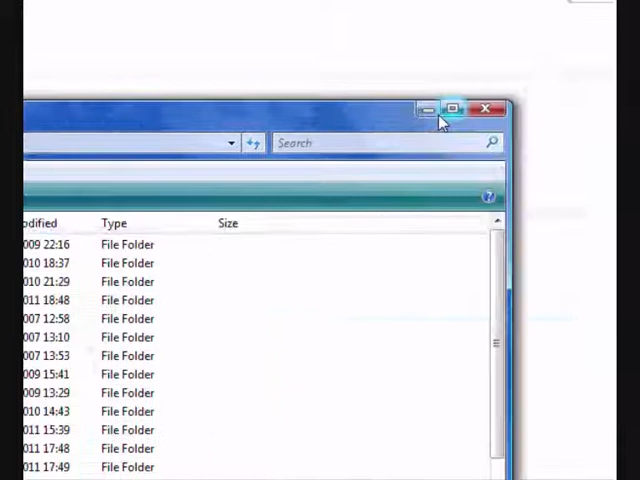 Search
odified Type Size
009 22:16 File Folder
010 18:37 File Folder
010 21:29 File Folder
011 18:48 File Folder
007 12:58 File Folder
007 13:10 File Folder
007 13:53 File Folder
009 15:41 File Folder
009 13:29 File Folder
010 14:43 File Folder
011 15:39 File Folder
011 17:48 File Folder
011 17:49 File Folder